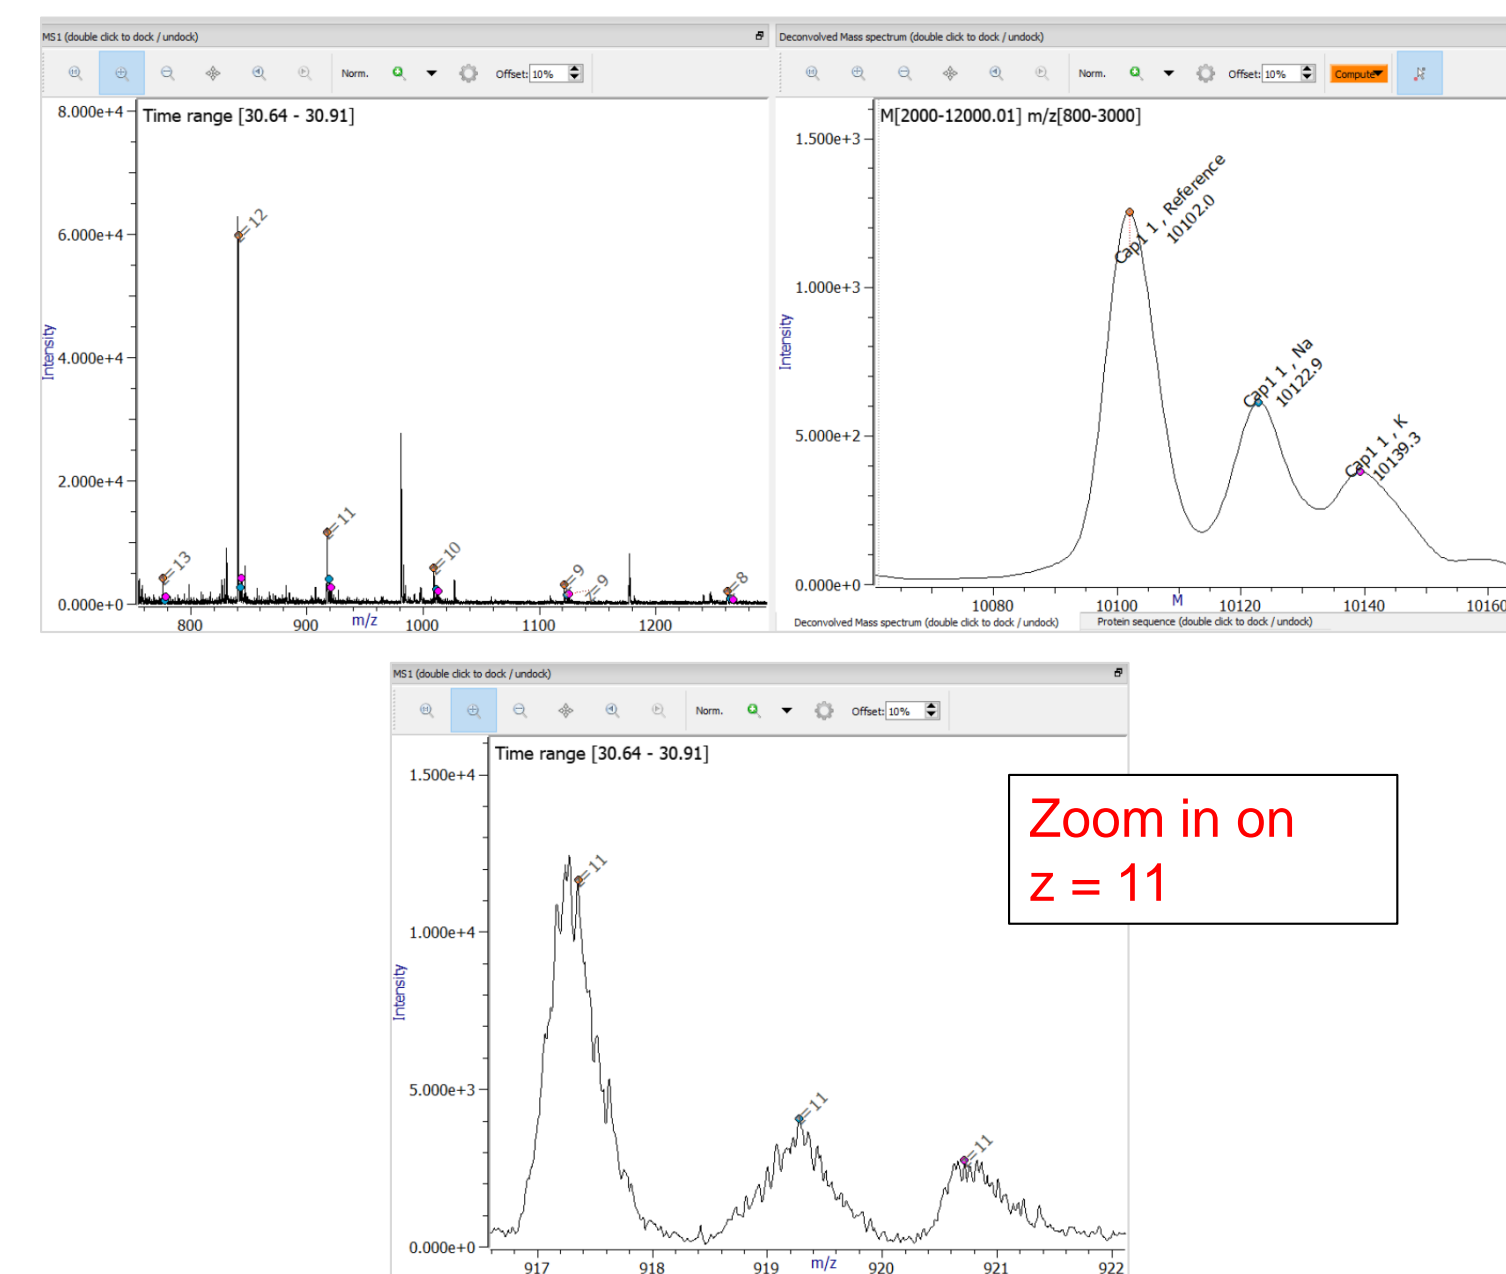 MS1 (double click to dock / undock)
Norm.
Offset: 10%
Time range [30.64 - 30.91]
8.000e+4
6.000e+4
4.000e+4
2.000e+4
0.000e+0
Intensity
z=13
z=12
z=11
z=10
z=9
z=9
z=8
800
900
1000
1100
1200
m/z
Deconvolved Mass spectrum (double click to dock / undock)
Norm.
Offset: 10%
Compute
M[2000-12000.01] m/z[800-3000]
1.500e+3
1.000e+3
5.000e+2
0.000e+0
Intensity
Cap1 1 , Reference
10102.0
Cap1 1 , Na
10122.9
Cap1 1 , K
10139.3
10080
10100
10120
10140
10160
M
Deconvolved Mass spectrum (double click to dock / undock)
Protein sequence (double click to dock / undock)
MS1 (double click to dock / undock)
Norm.
Offset: 10%
Time range [30.64 - 30.91]
1.500e+4
1.000e+4
5.000e+3
0.000e+0
Intensity
z=11
z=11
z=11
917
918
919
920
921
922
m/z
Zoom in on
z = 11